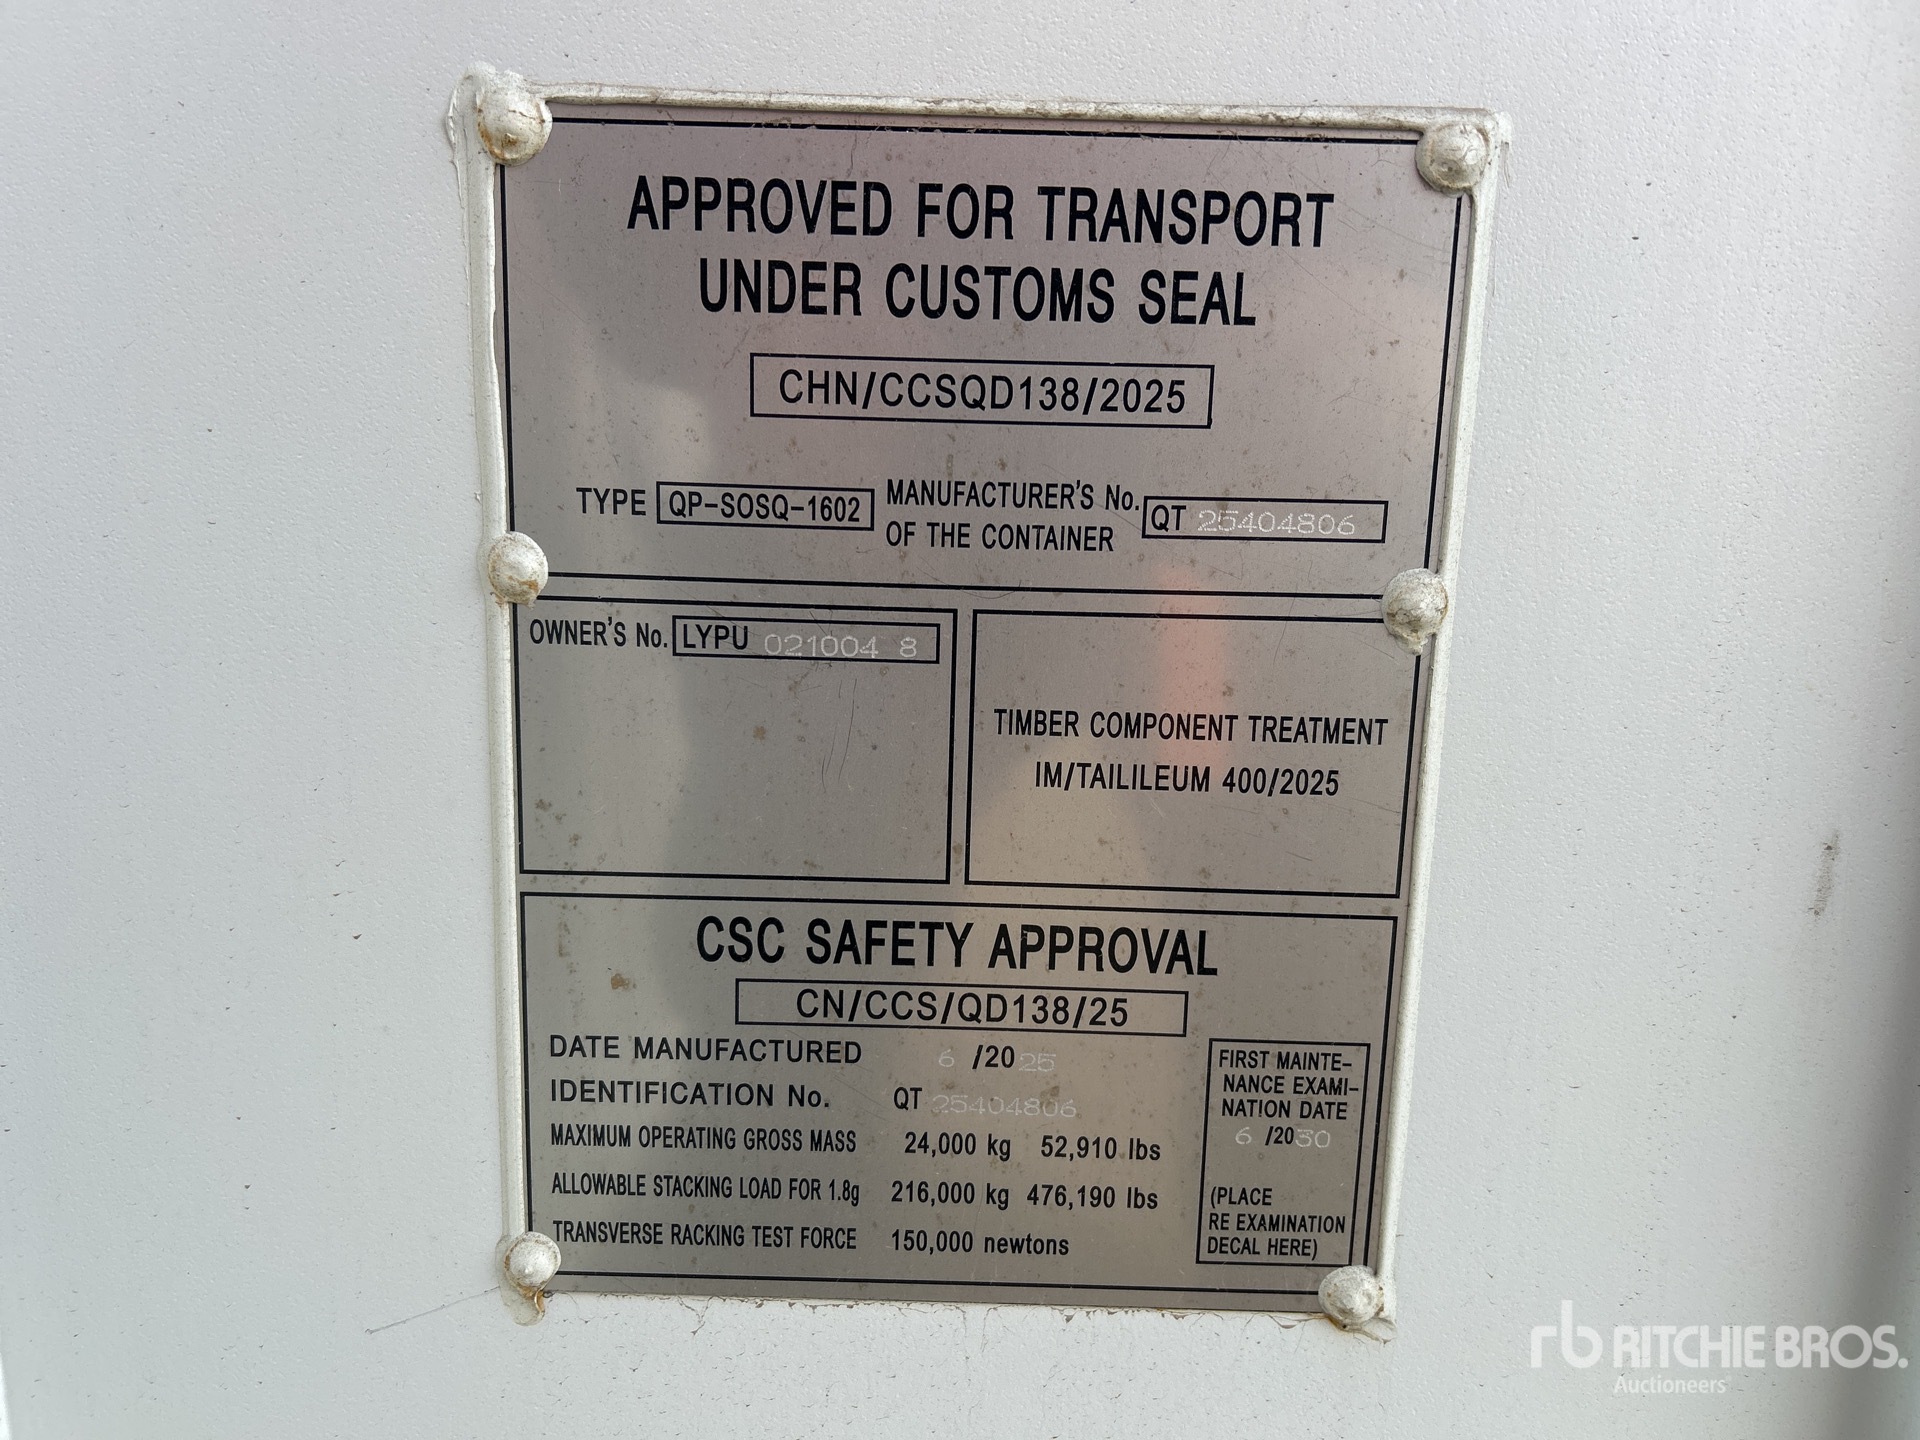 APPROVED FOR TRANSPORT
UNDER CUSTOMS SEAL
CHN/CCSQD138/2025
TYPE QP-SOSQ-1602 MANUFACTURER'S No. OF THE CONTAINER QT 25404806
OWNER'S No. LYPU 021004 8
TIMBER COMPONENT TREATMENT
IM/TAILILEUM 400/2025
CSC SAFETY APPROVAL
CN/CCS/QD138/25
DATE MANUFACTURED 6 /2025
IDENTIFICATION No. QT 25404806
MAXIMUM OPERATING GROSS MASS 24,000 kg 52,910 lbs
ALLOWABLE STACKING LOAD FOR 1.8g 216,000 kg 476,190 lbs
TRANSVERSE RACKING TEST FORCE 150,000 newtons
FIRST MAINTE-
NANCE EXAMI-
NATION DATE
6 /2030
(PLACE
RE EXAMINATION
DECAL HERE)
rb RITCHIE BROS.
Auctioneers